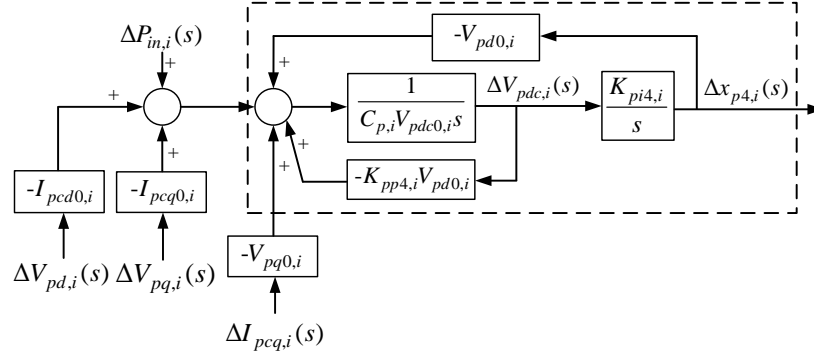 ΔP_{in,i}(s)
-V_{pd0,i}
+
+
+
+
1
C_{p,i}V_{pdc0,i}s
ΔV_{pdc,i}(s)
K_{pi4,i}
s
Δx_{p4,i}(s)
+
+
+
-I_{pcd0,i}
-I_{pcq0,i}
-K_{pp4,i}V_{pd0,i}
-V_{pq0,i}
ΔV_{pd,i}(s)
ΔV_{pq,i}(s)
ΔI_{pcq,i}(s)